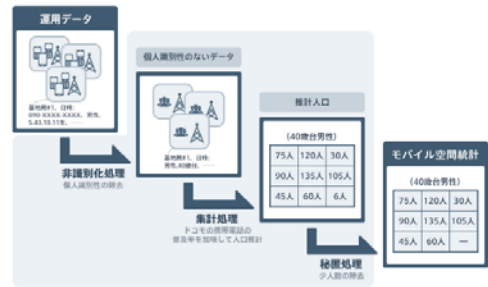 運用データ
基地局#1、日時、
090-XXXX-XXXX、男性、
個人識別性のないデータ
基地局#1、日時、
男性,40歳代、……
推計人口
(40歳台男性)
75人 120人 30人
90人 135人 105人
45人 60人 6人
モバイル空間統計
(40歳台男性)
75人 120人 30人
90人 135人 105人
45人 60人 —
非識別化処理
個人識別性の除去
集計処理
ドコモの携帯電話の
普及率を加味して人口推計
秘匿処理
少人数の除去